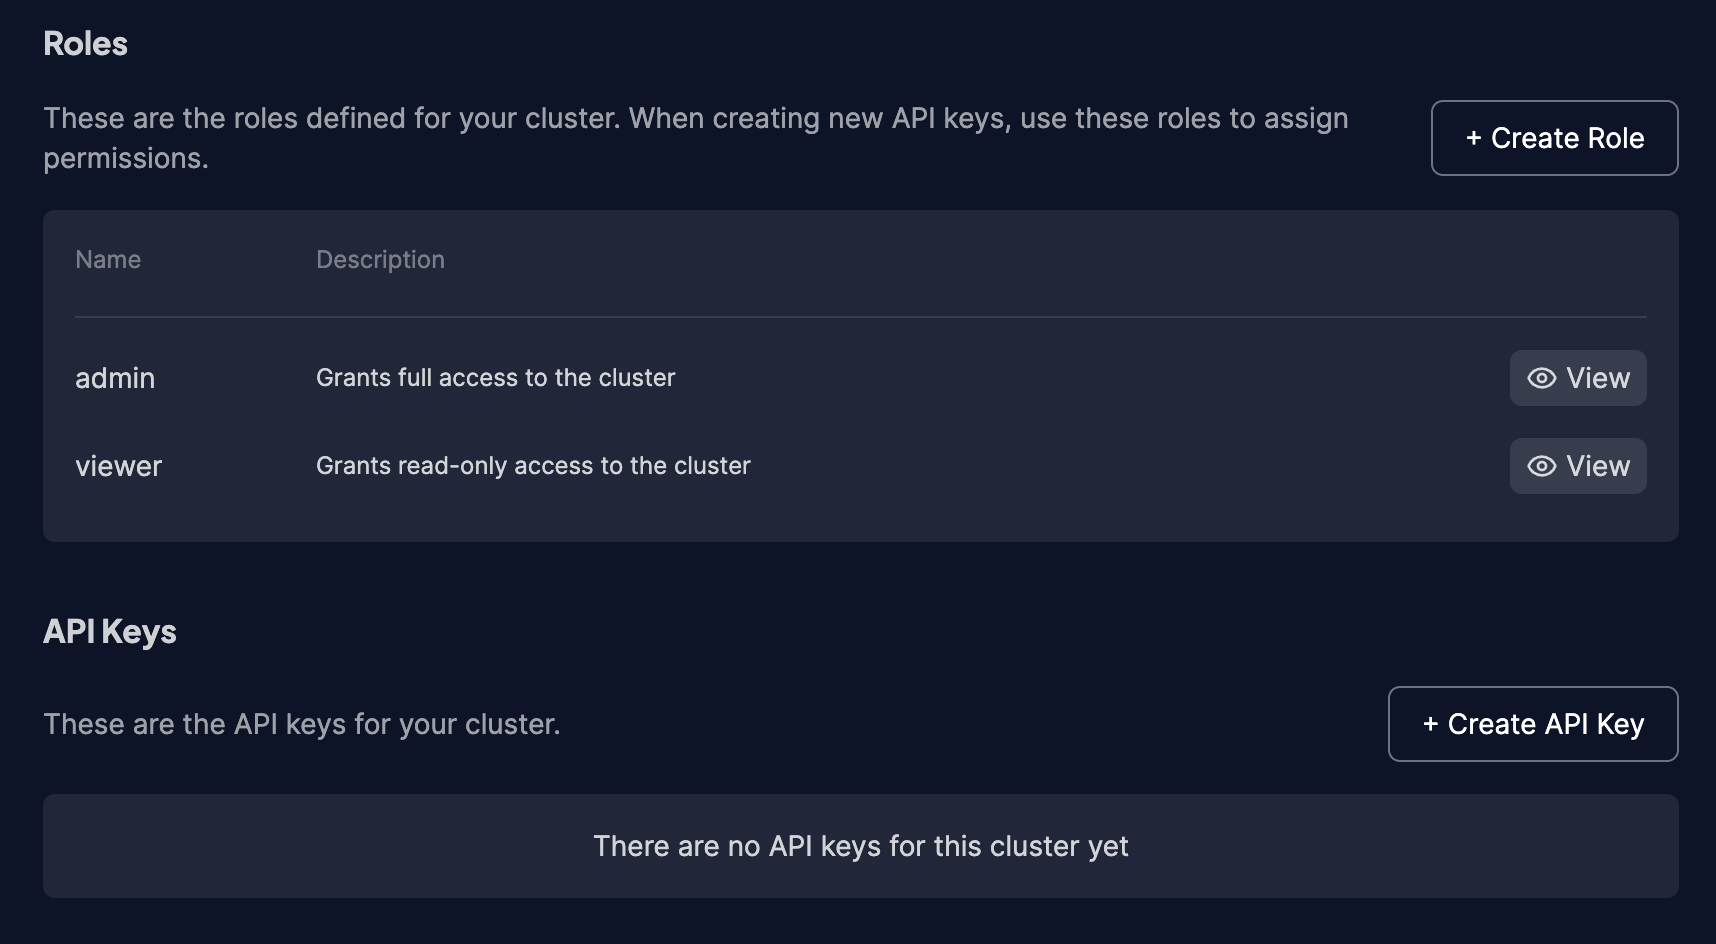 Roles
These are the roles defined for your cluster. When creating new API keys, use these roles to assign
permissions.
+ Create Role
Name Description
admin Grants full access to the cluster View
viewer Grants read-only access to the cluster View
API Keys
These are the API keys for your cluster.
+ Create API Key
There are no API keys for this cluster yet